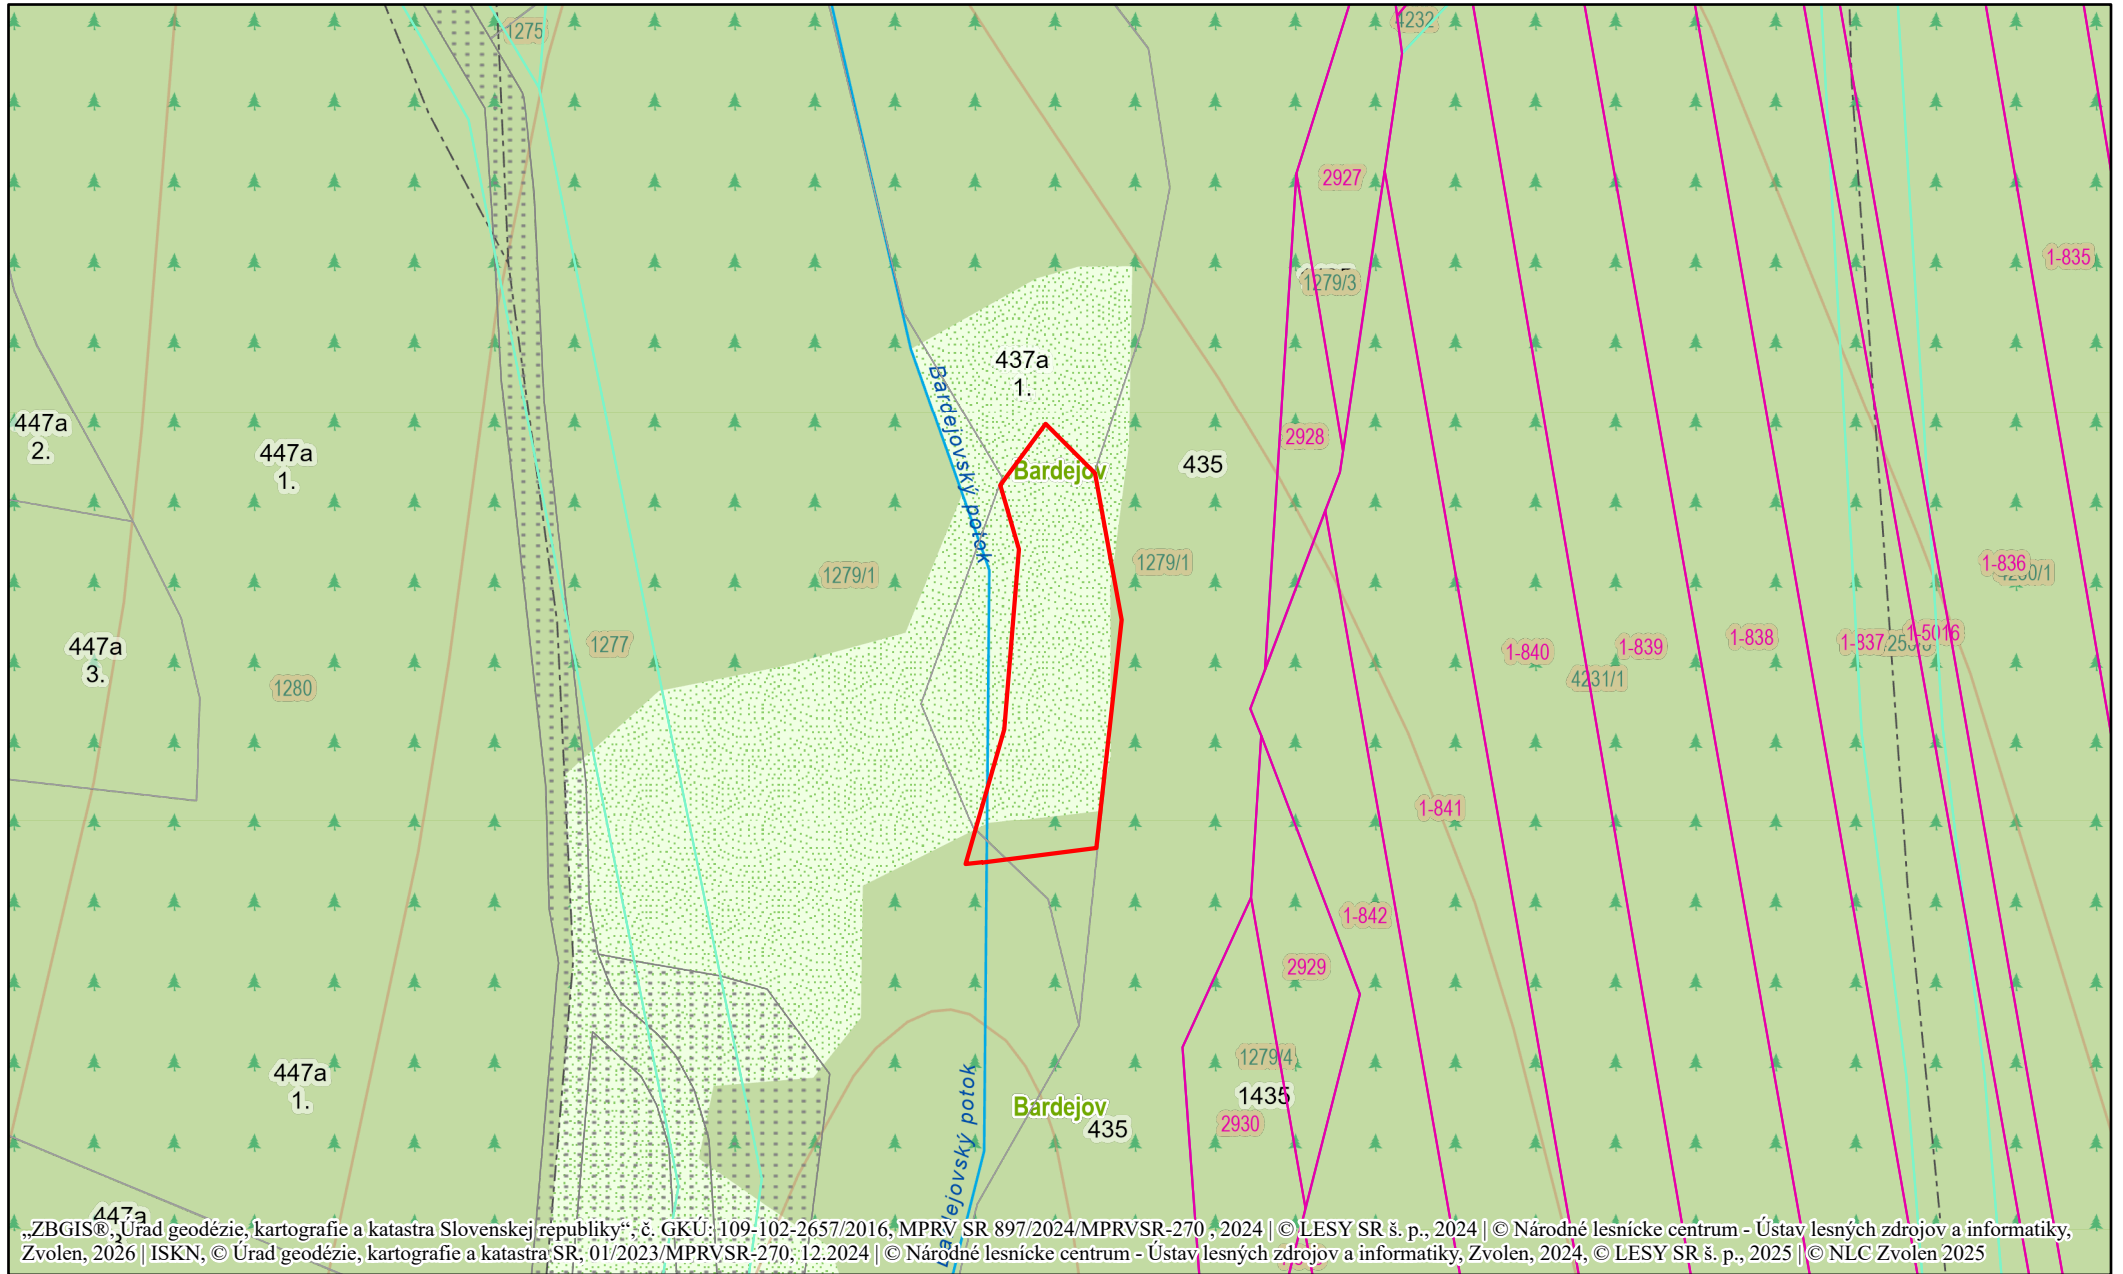 1275
4232
2927
1-835
1279/3
437a
1.
Bardejovský potok
447a
2.
447a
1.
2928
Bardejov
435
1279/1
1279/1
1-836
1-5016
1277
447a
3.
1280
1-840
1-839
1-838
1-837
4231/1
1-841
1-842
2929
1279/4
447a
1.
1435
Bardejov
435
2930
447a
„ZBGIS®, Úrad geodézie, kartografie a katastra Slovenskej republiky“, č. GKÚ: 109-102-2657/2016, MPRV SR 897/2024/MPRVSR-270 , 2024 | © LESY SR š. p., 2024 | © Národné lesnícke centrum - Ústav lesných zdrojov a informatiky,
Zvolen, 2026 | ISKN, © Úrad geodézie, kartografie a katastra SR, 01/2023/MPRVSR-270, 12.2024 | © Národné lesnícke centrum - Ústav lesných zdrojov a informatiky, Zvolen, 2024, © LESY SR š. p., 2025 | © NLC Zvolen 2025